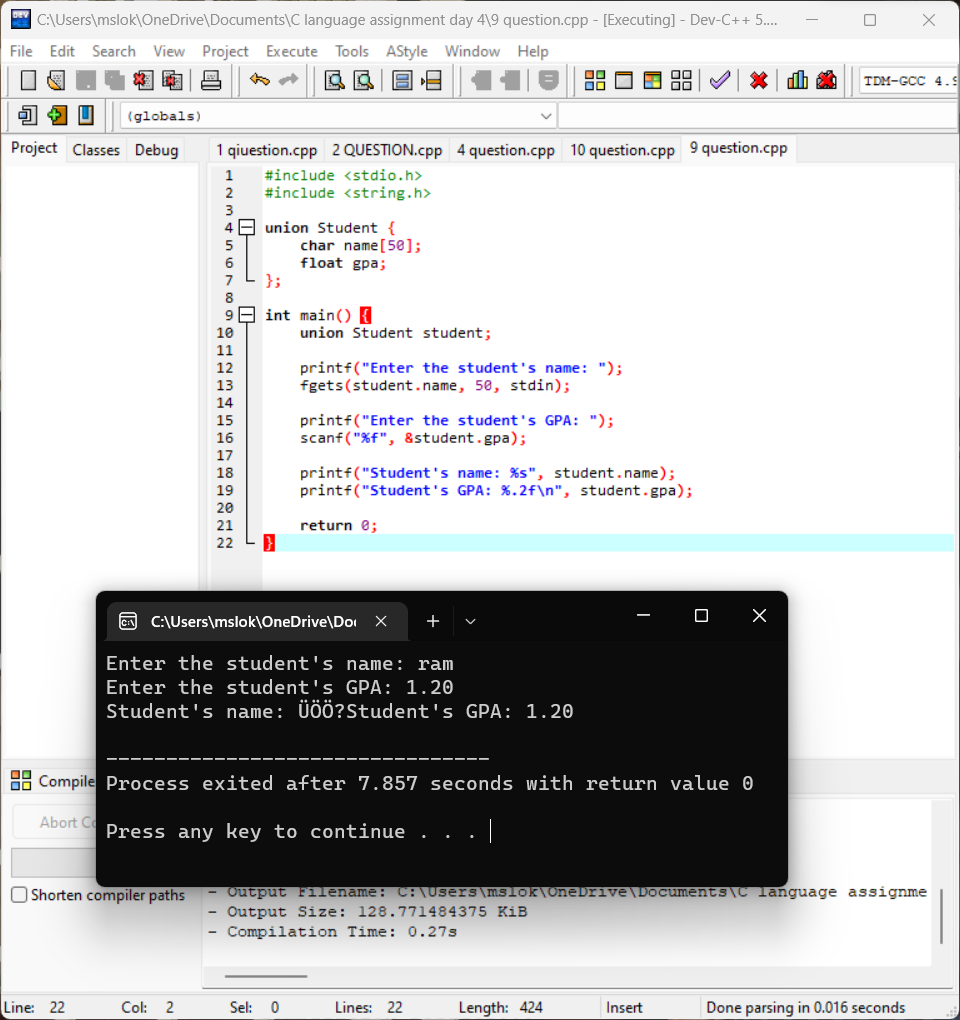 C:\Users\mslok\OneDrive\Documents\C language assignment day 4\9 question.cpp - [Executing] - Dev-C++ 5....
File Edit Search View Project Execute Tools AStyle Window Help
TDM-GCC 4.9
(globals)
Project Classes Debug
1 qiuestion.cpp 2 QUESTION.cpp 4 question.cpp 10 question.cpp 9 question.cpp
1 #include <stdio.h>
2 #include <string.h>
3
4 union Student {
5 char name[50];
6 float gpa;
7 };
8
9 int main() {
10 union Student student;
11
12 printf("Enter the student's name: ");
13 fgets(student.name, 50, stdin);
14
15 printf("Enter the student's GPA: ");
16 scanf("%f", &student.gpa);
17
18 printf("Student's name: %s", student.name);
19 printf("Student's GPA: %.2f\n", student.gpa);
20
21 return 0;
22 }
C:\Users\mslok\OneDrive\Do
Enter the student's name: ram
Enter the student's GPA: 1.20
Student's name: ÜÖÖ?Student's GPA: 1.20
--------------------------------
Process exited after 7.857 seconds with return value 0
Press any key to continue . . .
Compile
Abort Co
Shorten compiler paths
- Output Filename: C:\Users\mslok\OneDrive\Documents\C language assignme
- Output Size: 128.771484375 KiB
- Compilation Time: 0.27s
Line: 22 Col: 2 Sel: 0 Lines: 22 Length: 424 Insert Done parsing in 0.016 seconds